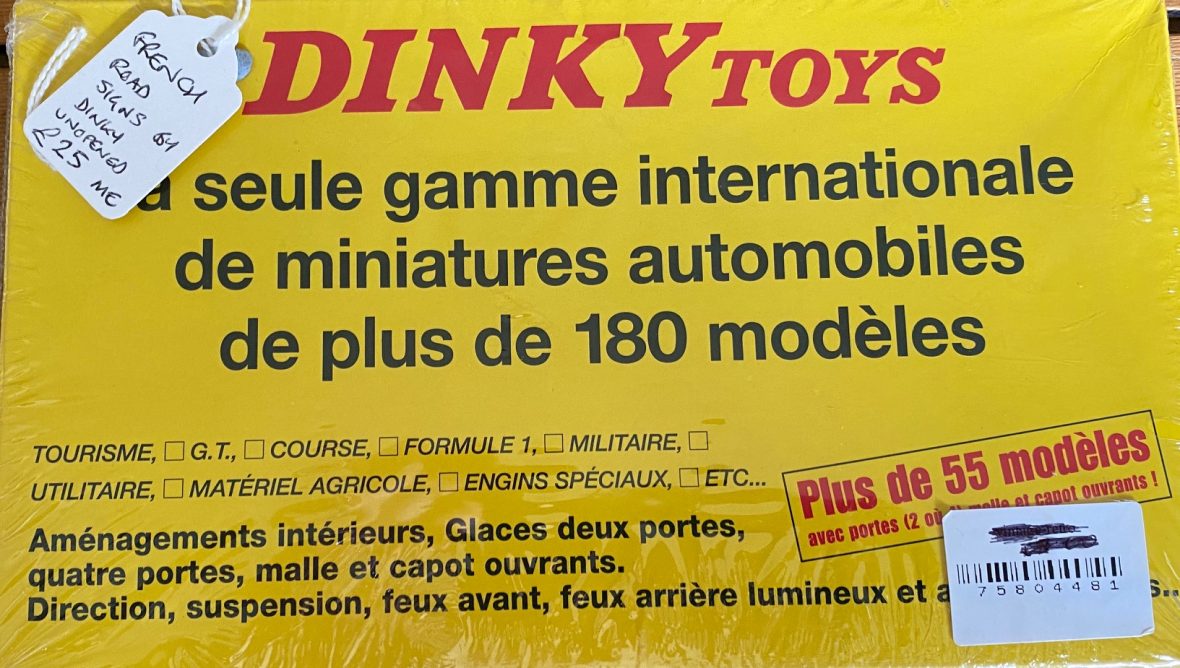 FRENCH
ROAD
SIGNS BY
DINKY
UNOPENED
£25 ME
DINKY TOYS
a seule gamme internationale
de miniatures automobiles
de plus de 180 modèles
TOURISME, □ G.T., □ COURSE, □ FORMULE 1, □ MILITAIRE, □
UTILITAIRE, □ MATÉRIEL AGRICOLE, □ ENGINS SPÉCIAUX, □ ETC...
Plus de 55 modèles
avec portes (2 où malle et capot ouvrants !
Aménagements intérieurs, Glaces deux portes,
quatre portes, malle et capot ouvrants.
Direction, suspension, feux avant, feux arrière lumineux et
75804481